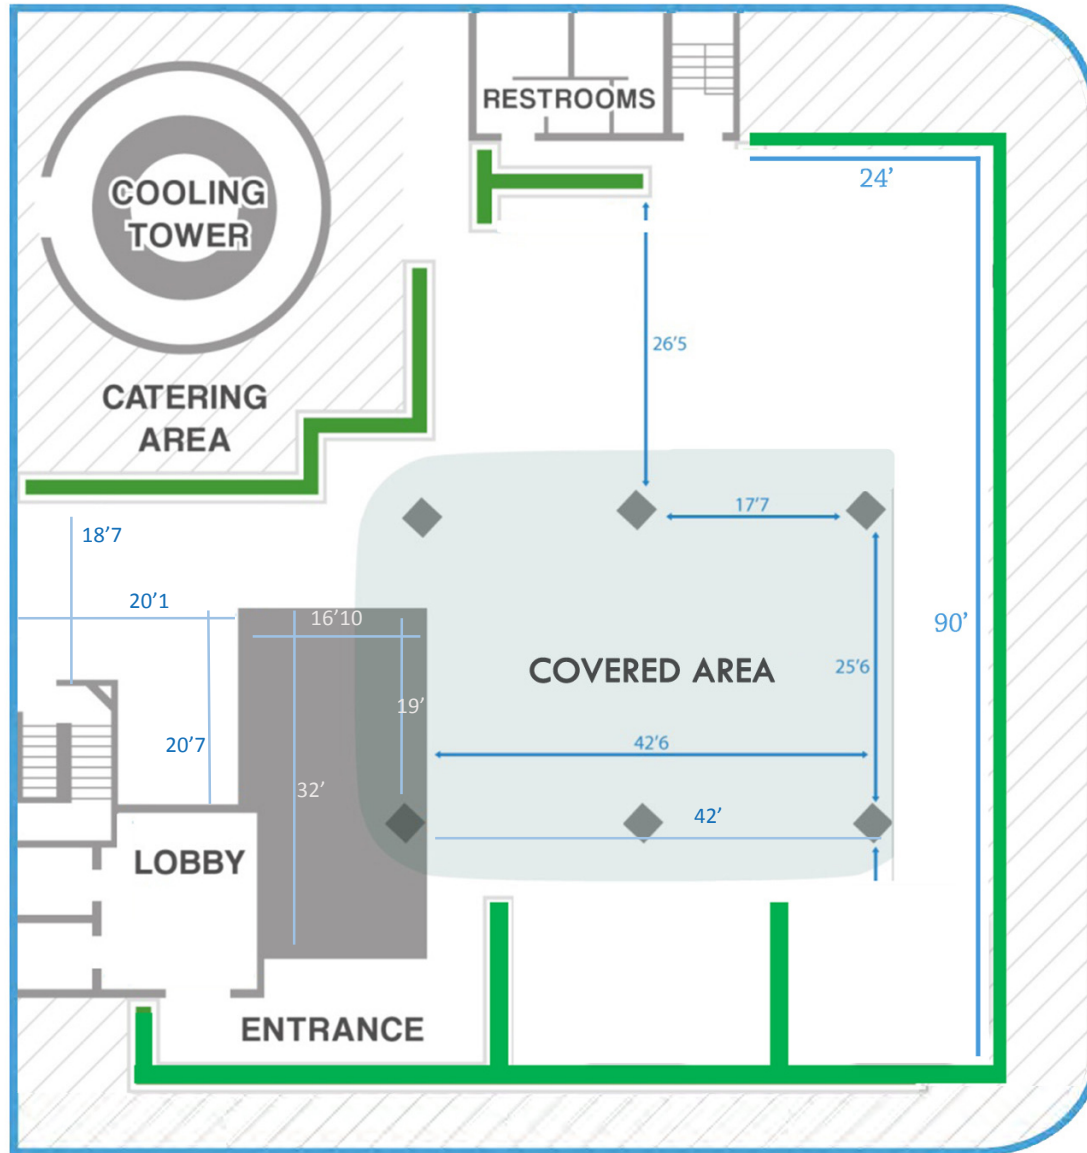 RESTROOMS
24’
COOLING
TOWER
26’5
CATERING
AREA
17’7
18’7
20’1
16’10
90’
COVERED AREA
25’6
19’
20’7
42’6
32’
42’
LOBBY
ENTRANCE